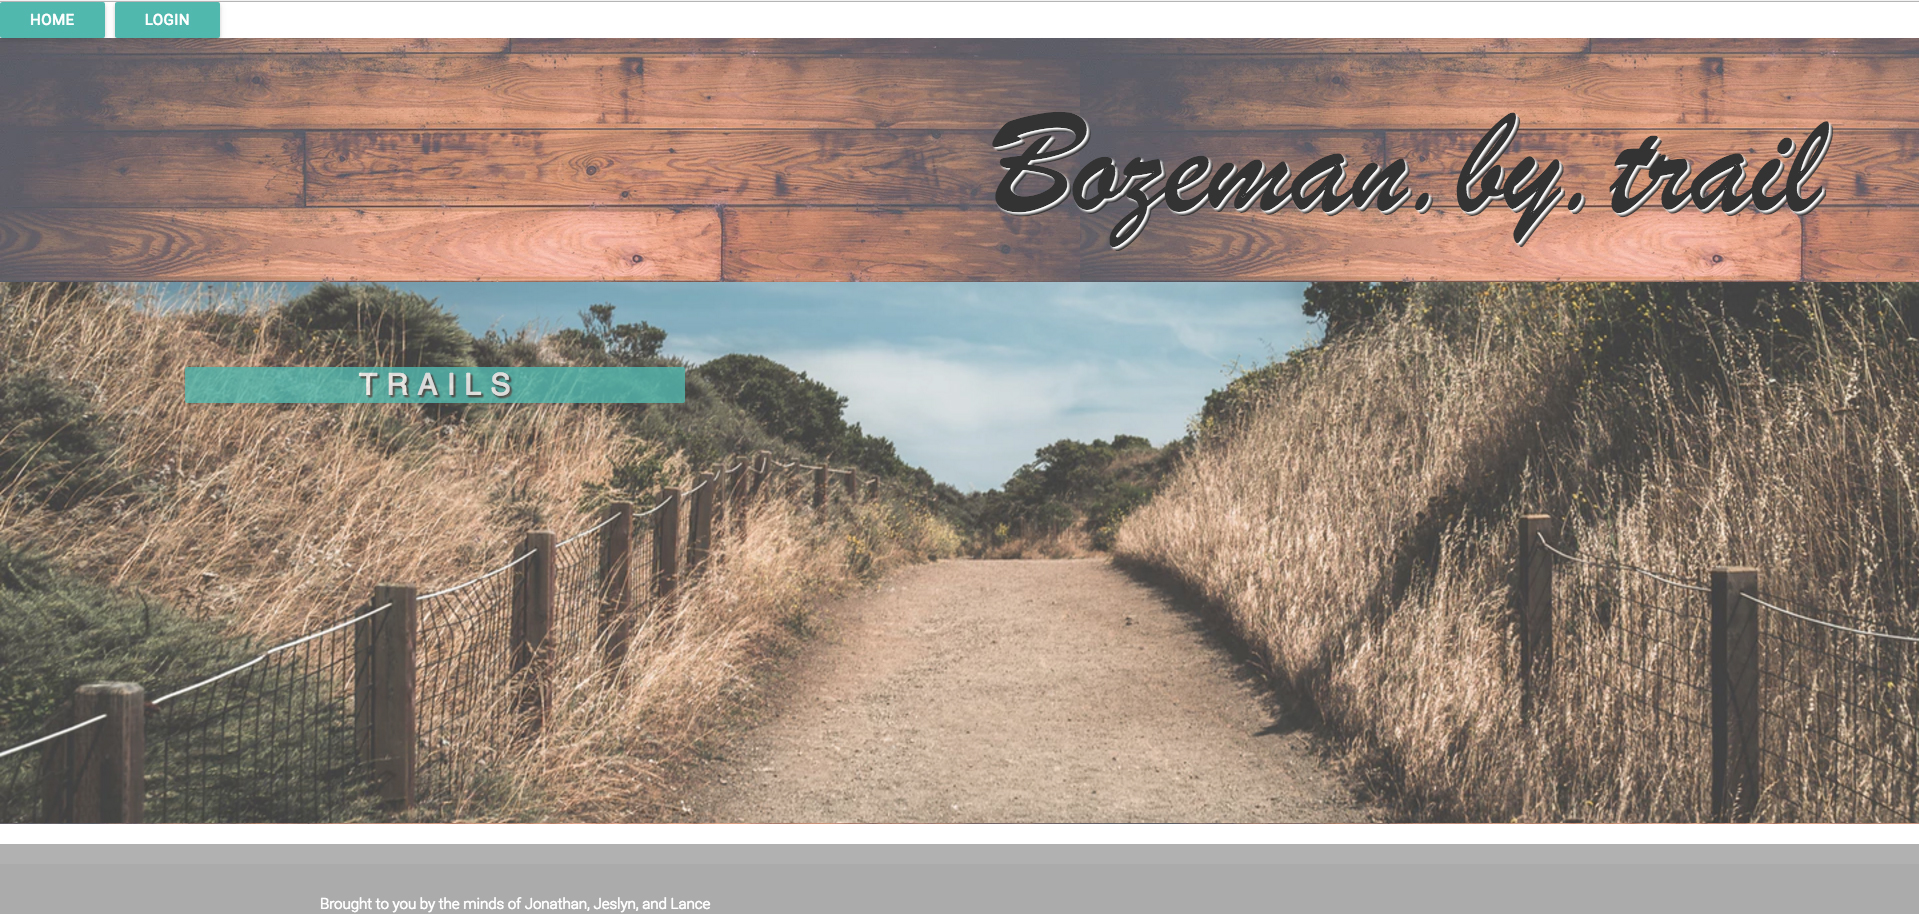 HOME
LOGIN
Bozeman.by.trail
TRAILS
Brought to you by the minds of Jonathan, Jeslyn, and Lance